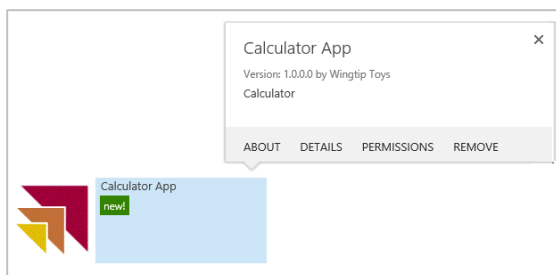 Calculator App
Version: 1.0.0.0 by Wingtip Toys
Calculator
ABOUT DETAILS PERMISSIONS REMOVE
Calculator App
new!